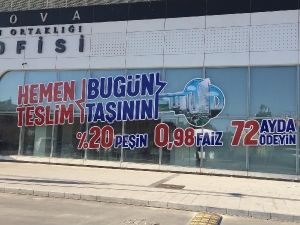 OVA
ORTAKLIĞI
OFİSİ
HEMEN TESLİM
BUGÜN TAŞININ
%20 PEŞİN 0,98 FAİZ 72 AYDA ÖDEYİN